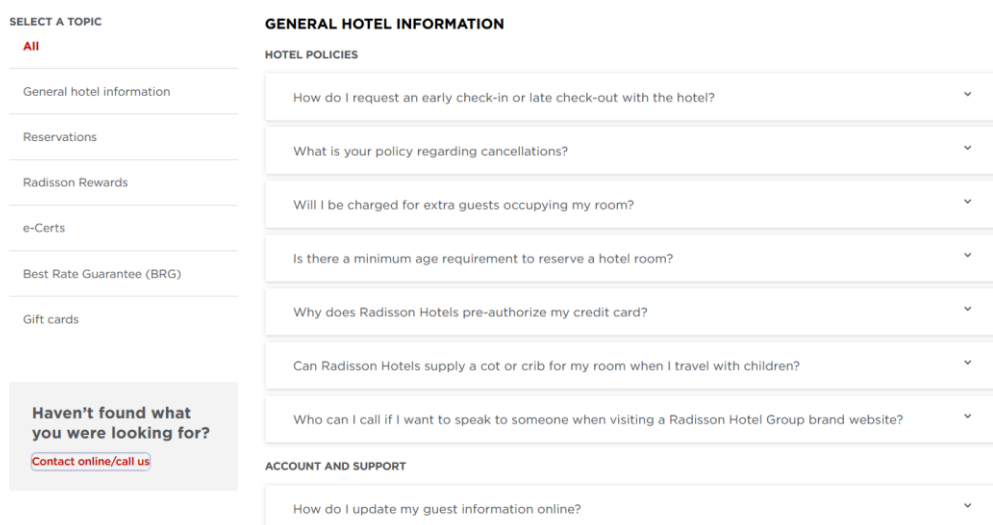 SELECT A TOPIC
All
General hotel information
Reservations
Radisson Rewards
e-Certs
Best Rate Guarantee (BRG)
Gift cards
Haven’t found what
you were looking for?
Contact online/call us
GENERAL HOTEL INFORMATION
HOTEL POLICIES
How do I request an early check-in or late check-out with the hotel?
What is your policy regarding cancellations?
Will I be charged for extra guests occupying my room?
Is there a minimum age requirement to reserve a hotel room?
Why does Radisson Hotels pre-authorize my credit card?
Can Radisson Hotels supply a cot or crib for my room when I travel with children?
Who can I call if I want to speak to someone when visiting a Radisson Hotel Group brand website?
ACCOUNT AND SUPPORT
How do I update my guest information online?